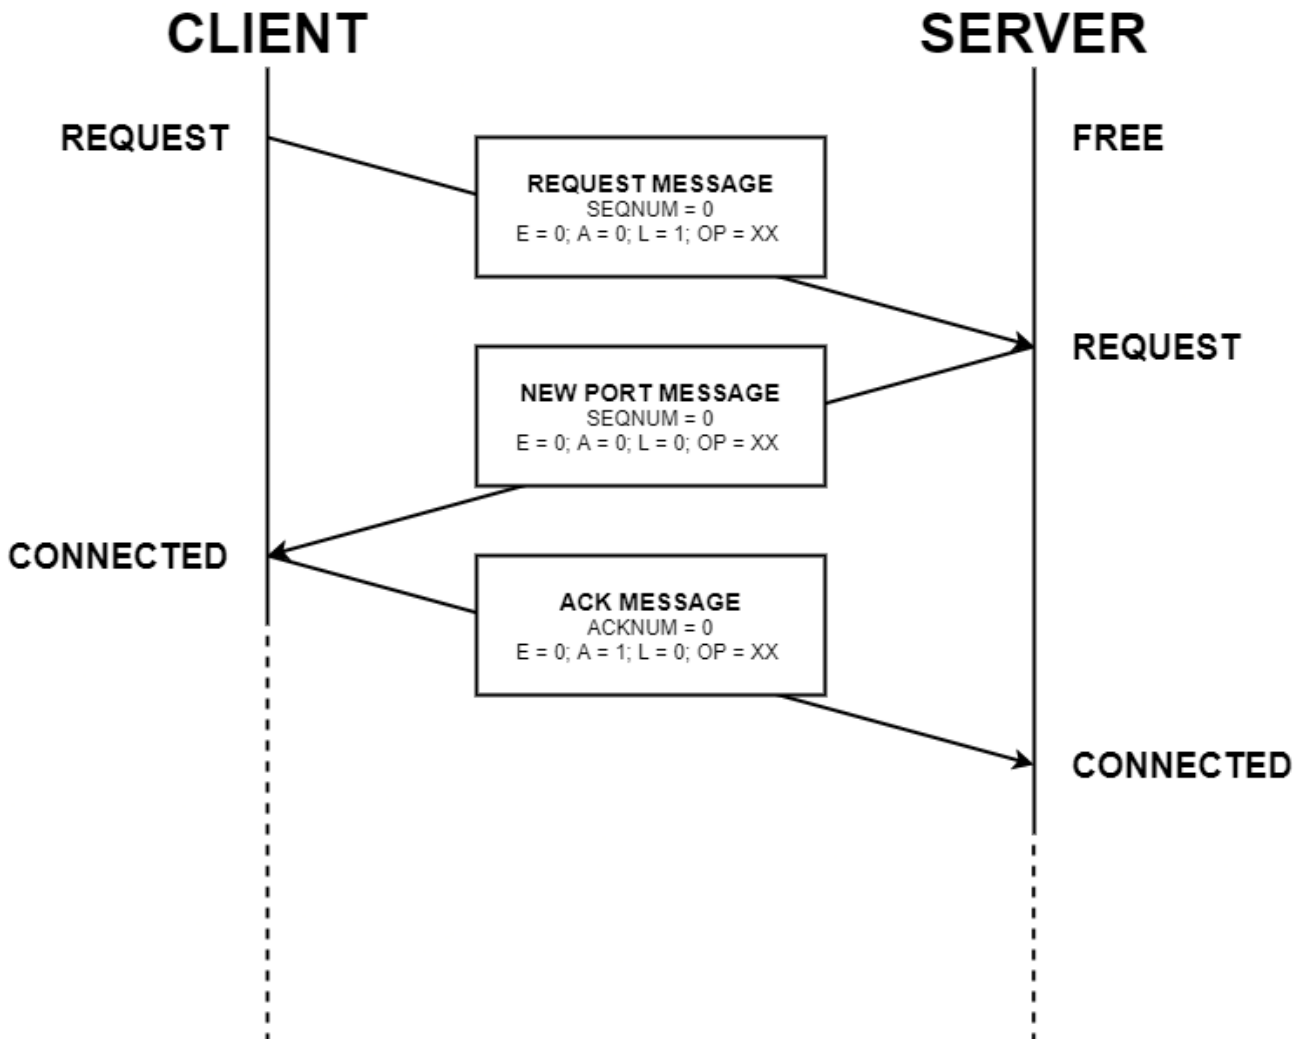 CLIENT
SERVER
REQUEST
FREE
REQUEST MESSAGE
SEQNUM = 0
E = 0; A = 0; L = 1; OP = XX
REQUEST
NEW PORT MESSAGE
SEQNUM = 0
E = 0; A = 0; L = 0; OP = XX
CONNECTED
ACK MESSAGE
ACKNUM = 0
E = 0; A = 1; L = 0; OP = XX
CONNECTED